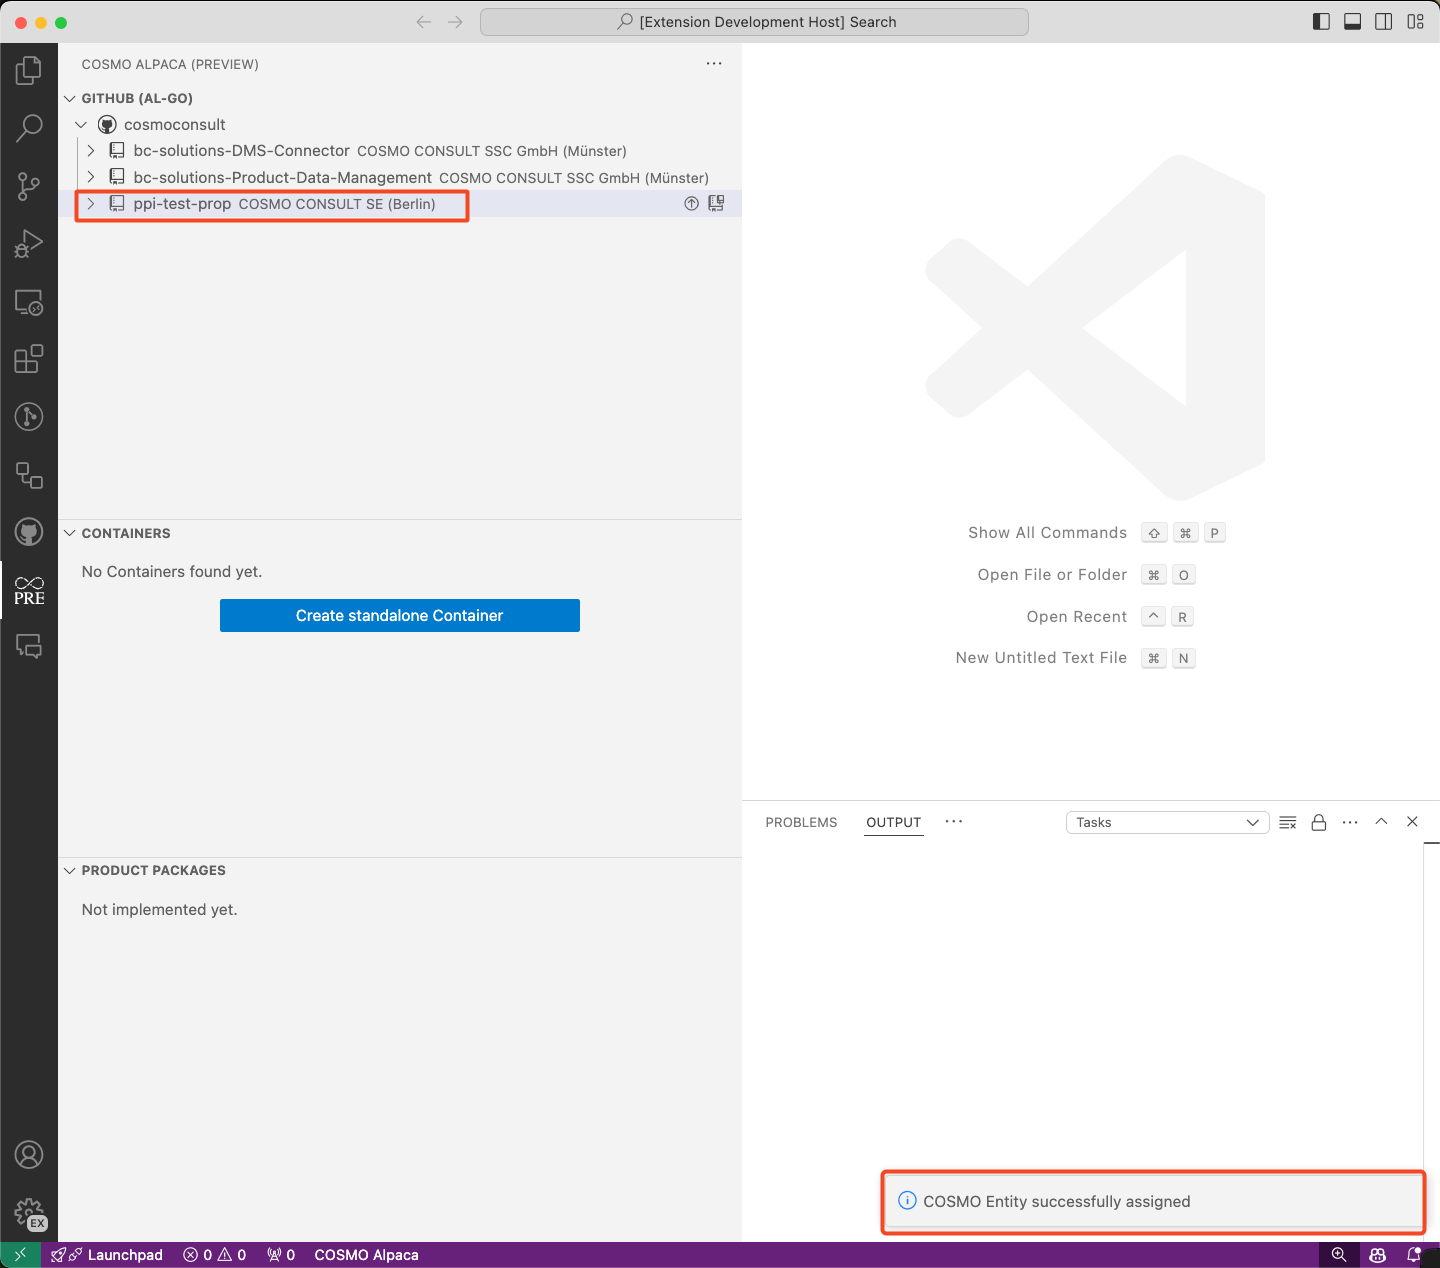 [Extension Development Host] Search
COSMO ALPACA (PREVIEW)
GITHUB (AL-GO)
cosmoconsult
bc-solutions-DMS-Connector COSMO CONSULT SSC GmbH (Münster)
bc-solutions-Product-Data-Management COSMO CONSULT SSC GmbH (Münster)
ppi-test-prop COSMO CONSULT SE (Berlin)
CONTAINERS
No Containers found yet.
Create standalone Container
PRODUCT PACKAGES
Not implemented yet.
PRE
EX
Show All Commands ⇧ ⌘ P
Open File or Folder ⌘ O
Open Recent ⌃ R
New Untitled Text File ⌘ N
PROBLEMS OUTPUT ... Tasks
COSMO Entity successfully assigned
Launchpad 0 0 0 COSMO Alpaca